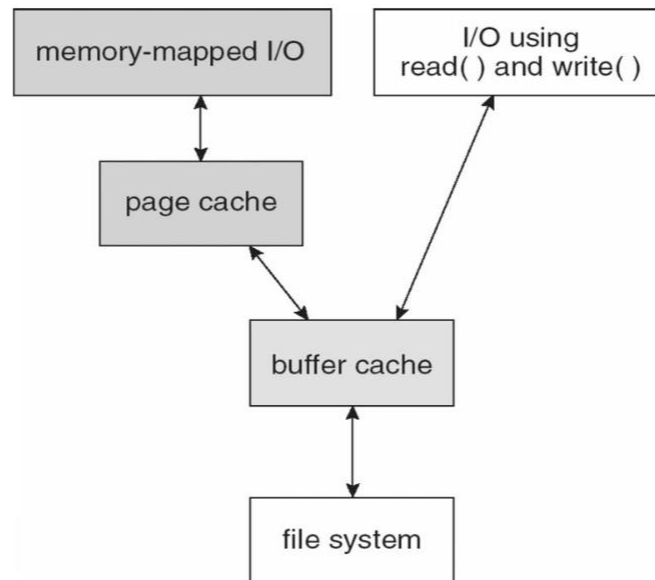 memory-mapped I/O
I/O using
read( ) and write( )
page cache
buffer cache
file system